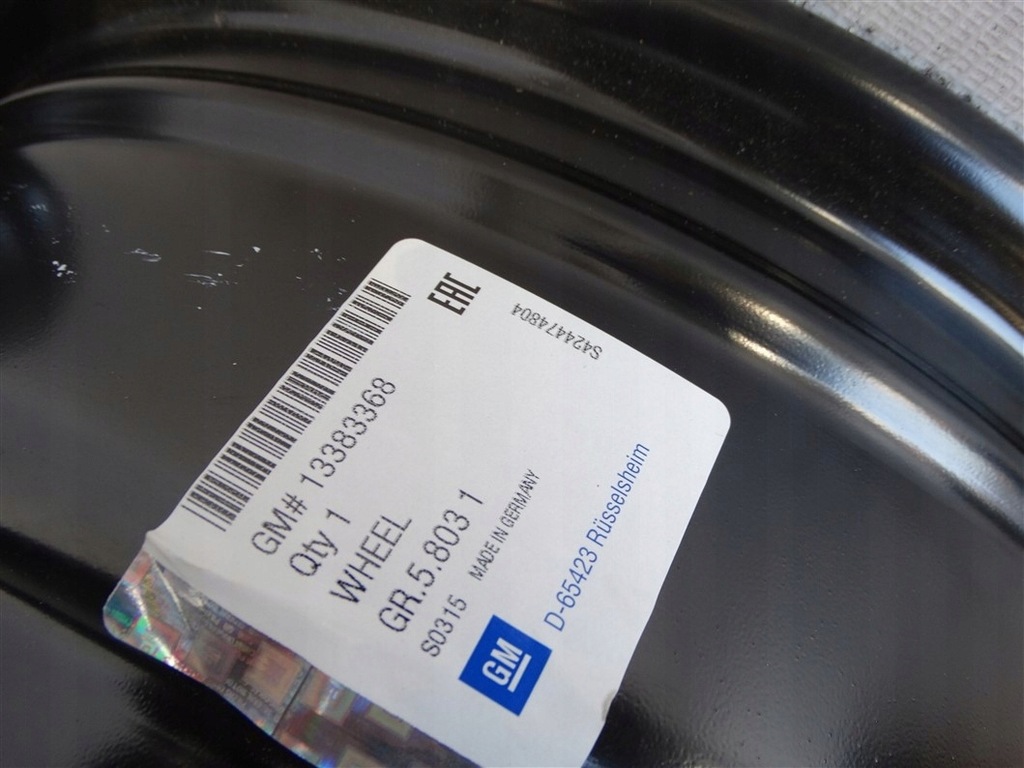 EAC
S424474804
GM# 13383368
Qty 1
WHEEL
GR.5.803 1
S0315 MADE IN GERMANY
GM
D-65423 Rüsselsheim